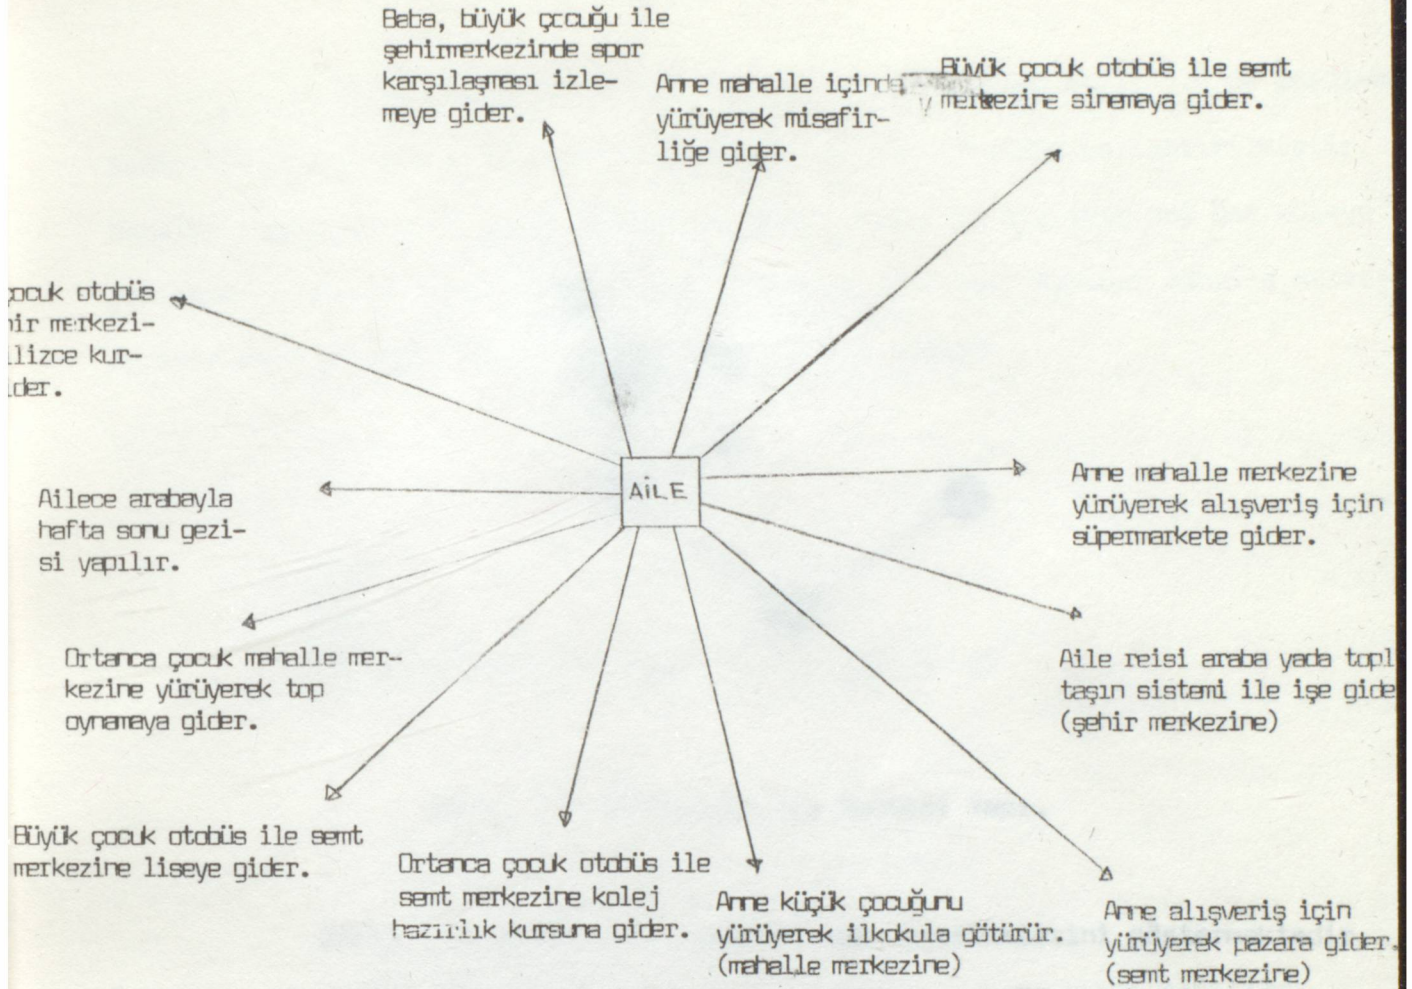 Baba, büyük çocuğu ile
şehirmerkezinde spor
karşılaşması izle-
meye gider.
Anne mahalle içinde
yürüyerek misafir-
liğe gider.
Büyük çocuk otobüs ile semt
merkezine sinemaya gider.
çocuk otobüs
hir merkezi-
ilizce kur-
ider.
AİLE
Anne mahalle merkezine
yürüyerek alışveriş için
süpermarkete gider.
Ailece arabayla
hafta sonu gezi-
si yapılır.
Ortanca çocuk mahalle mer-
kezine yürüyerek top
oynamaya gider.
Aile reisi araba yada topl
taşın sistemi ile işe gide
(şehir merkezine)
Büyük çocuk otobüs ile semt
merkezine liseye gider.
Ortanca çocuk otobüs ile
semt merkezine kolej
hazırlık kursuna gider.
Anne küçük çocuğunu
yürüyerek ilkokula götürür.
(mahalle merkezine)
Anne alışveriş için
yürüyerek pazara gider.
(semt merkezine)